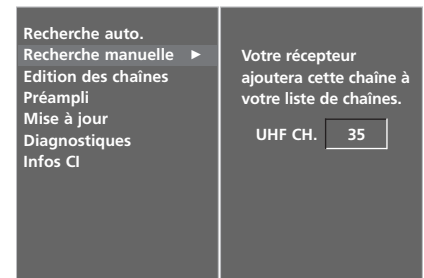 Recherche auto.
Recherche manuelle ►
Edition des chaînes
Préampli
Mise à jour
Diagnostiques
Infos CI
Votre récepteur
ajoutera cette chaîne à
votre liste de chaînes.
UHF CH. 35